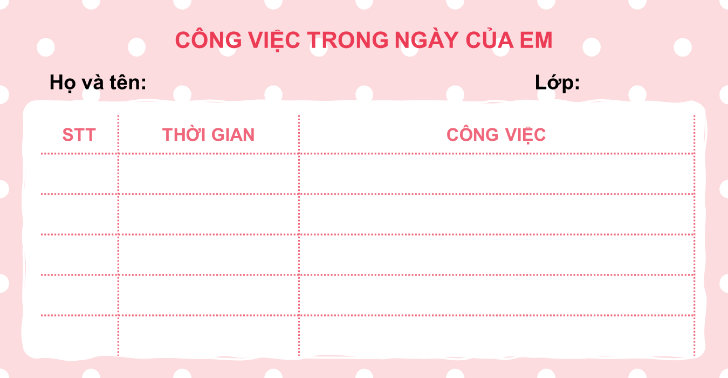 CÔNG VIỆC TRONG NGÀY CỦA EM
Họ và tên: Lớp:
STT THỜI GIAN CÔNG VIỆC